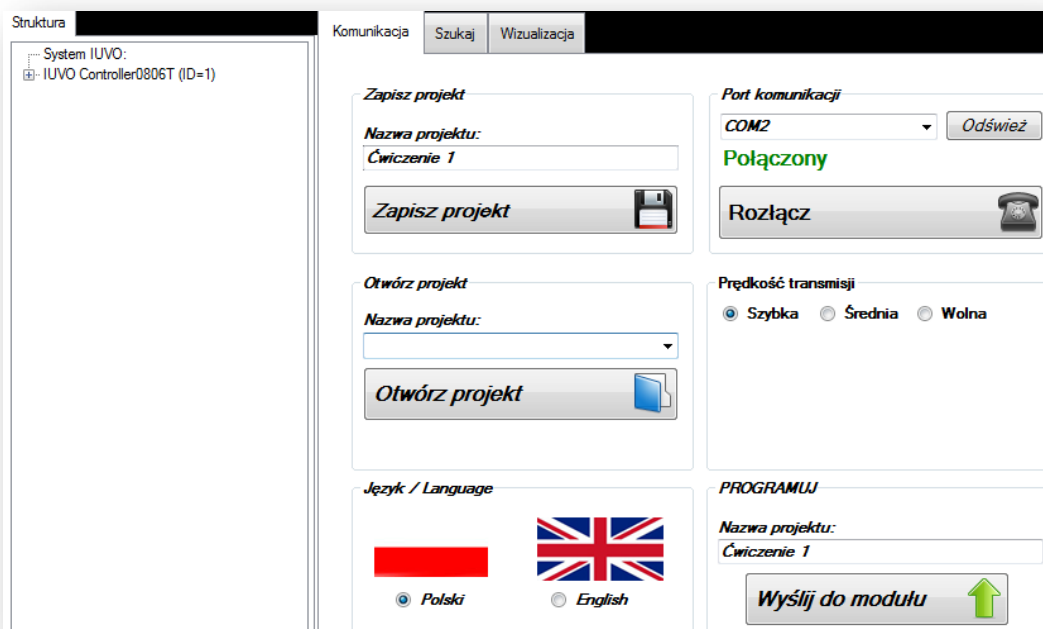 Struktura
System IUVO:
IUVO Controller0806T (ID=1)
Komunikacja
Szukaj
Wizualizacja
Zapisz projekt
Nazwa projektu:
Ćwiczenie 1
Zapisz projekt
Port komunikacji
COM2
Odśwież
Połączony
Rozłącz
Otwórz projekt
Nazwa projektu:
Otwórz projekt
Prędkość transmisji
Szybka
Średnia
Wolna
Język / Language
Polski
English
PROGRAMUJ
Nazwa projektu:
Ćwiczenie 1
Wyślij do modułu